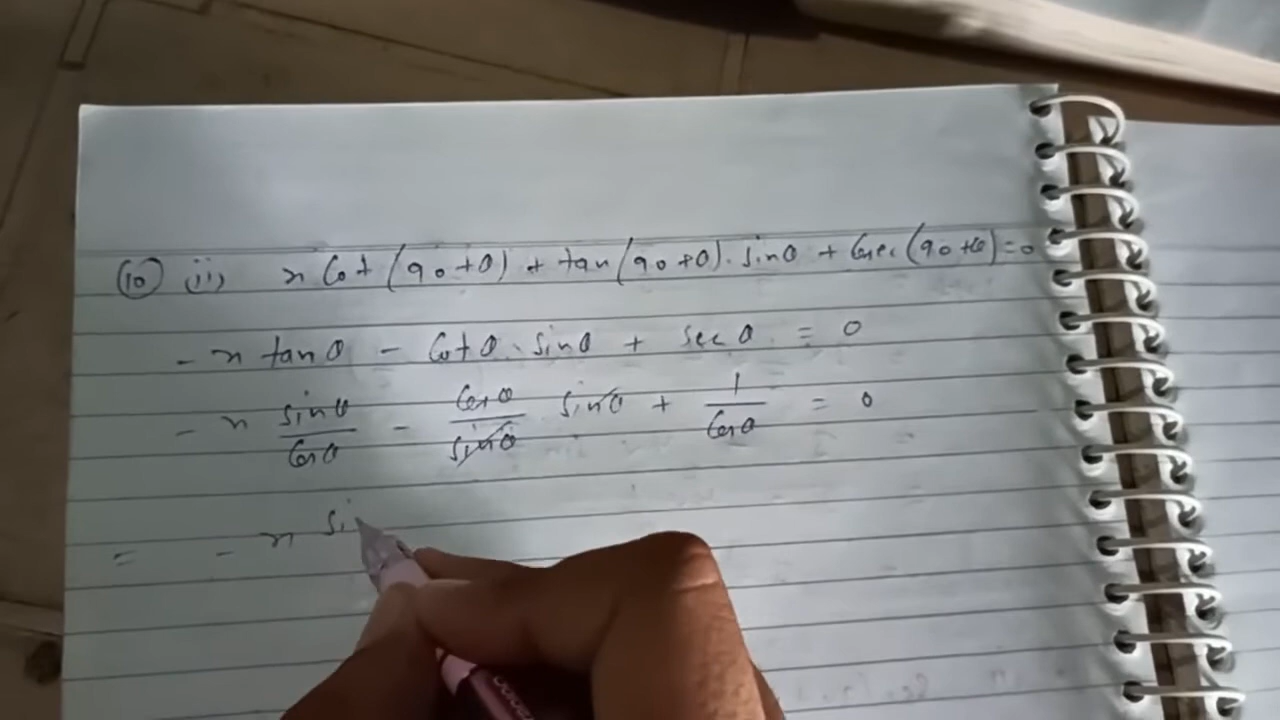 (10) (ii) x Cot (90+θ) + tan (90+θ). sinθ + Cosec (90+θ)=0
- x tanθ - Cotθ. sinθ + secθ = 0
- x sinθ/Cosθ - Cosθ/sinθ sinθ + 1/Cosθ = 0
= - x Si